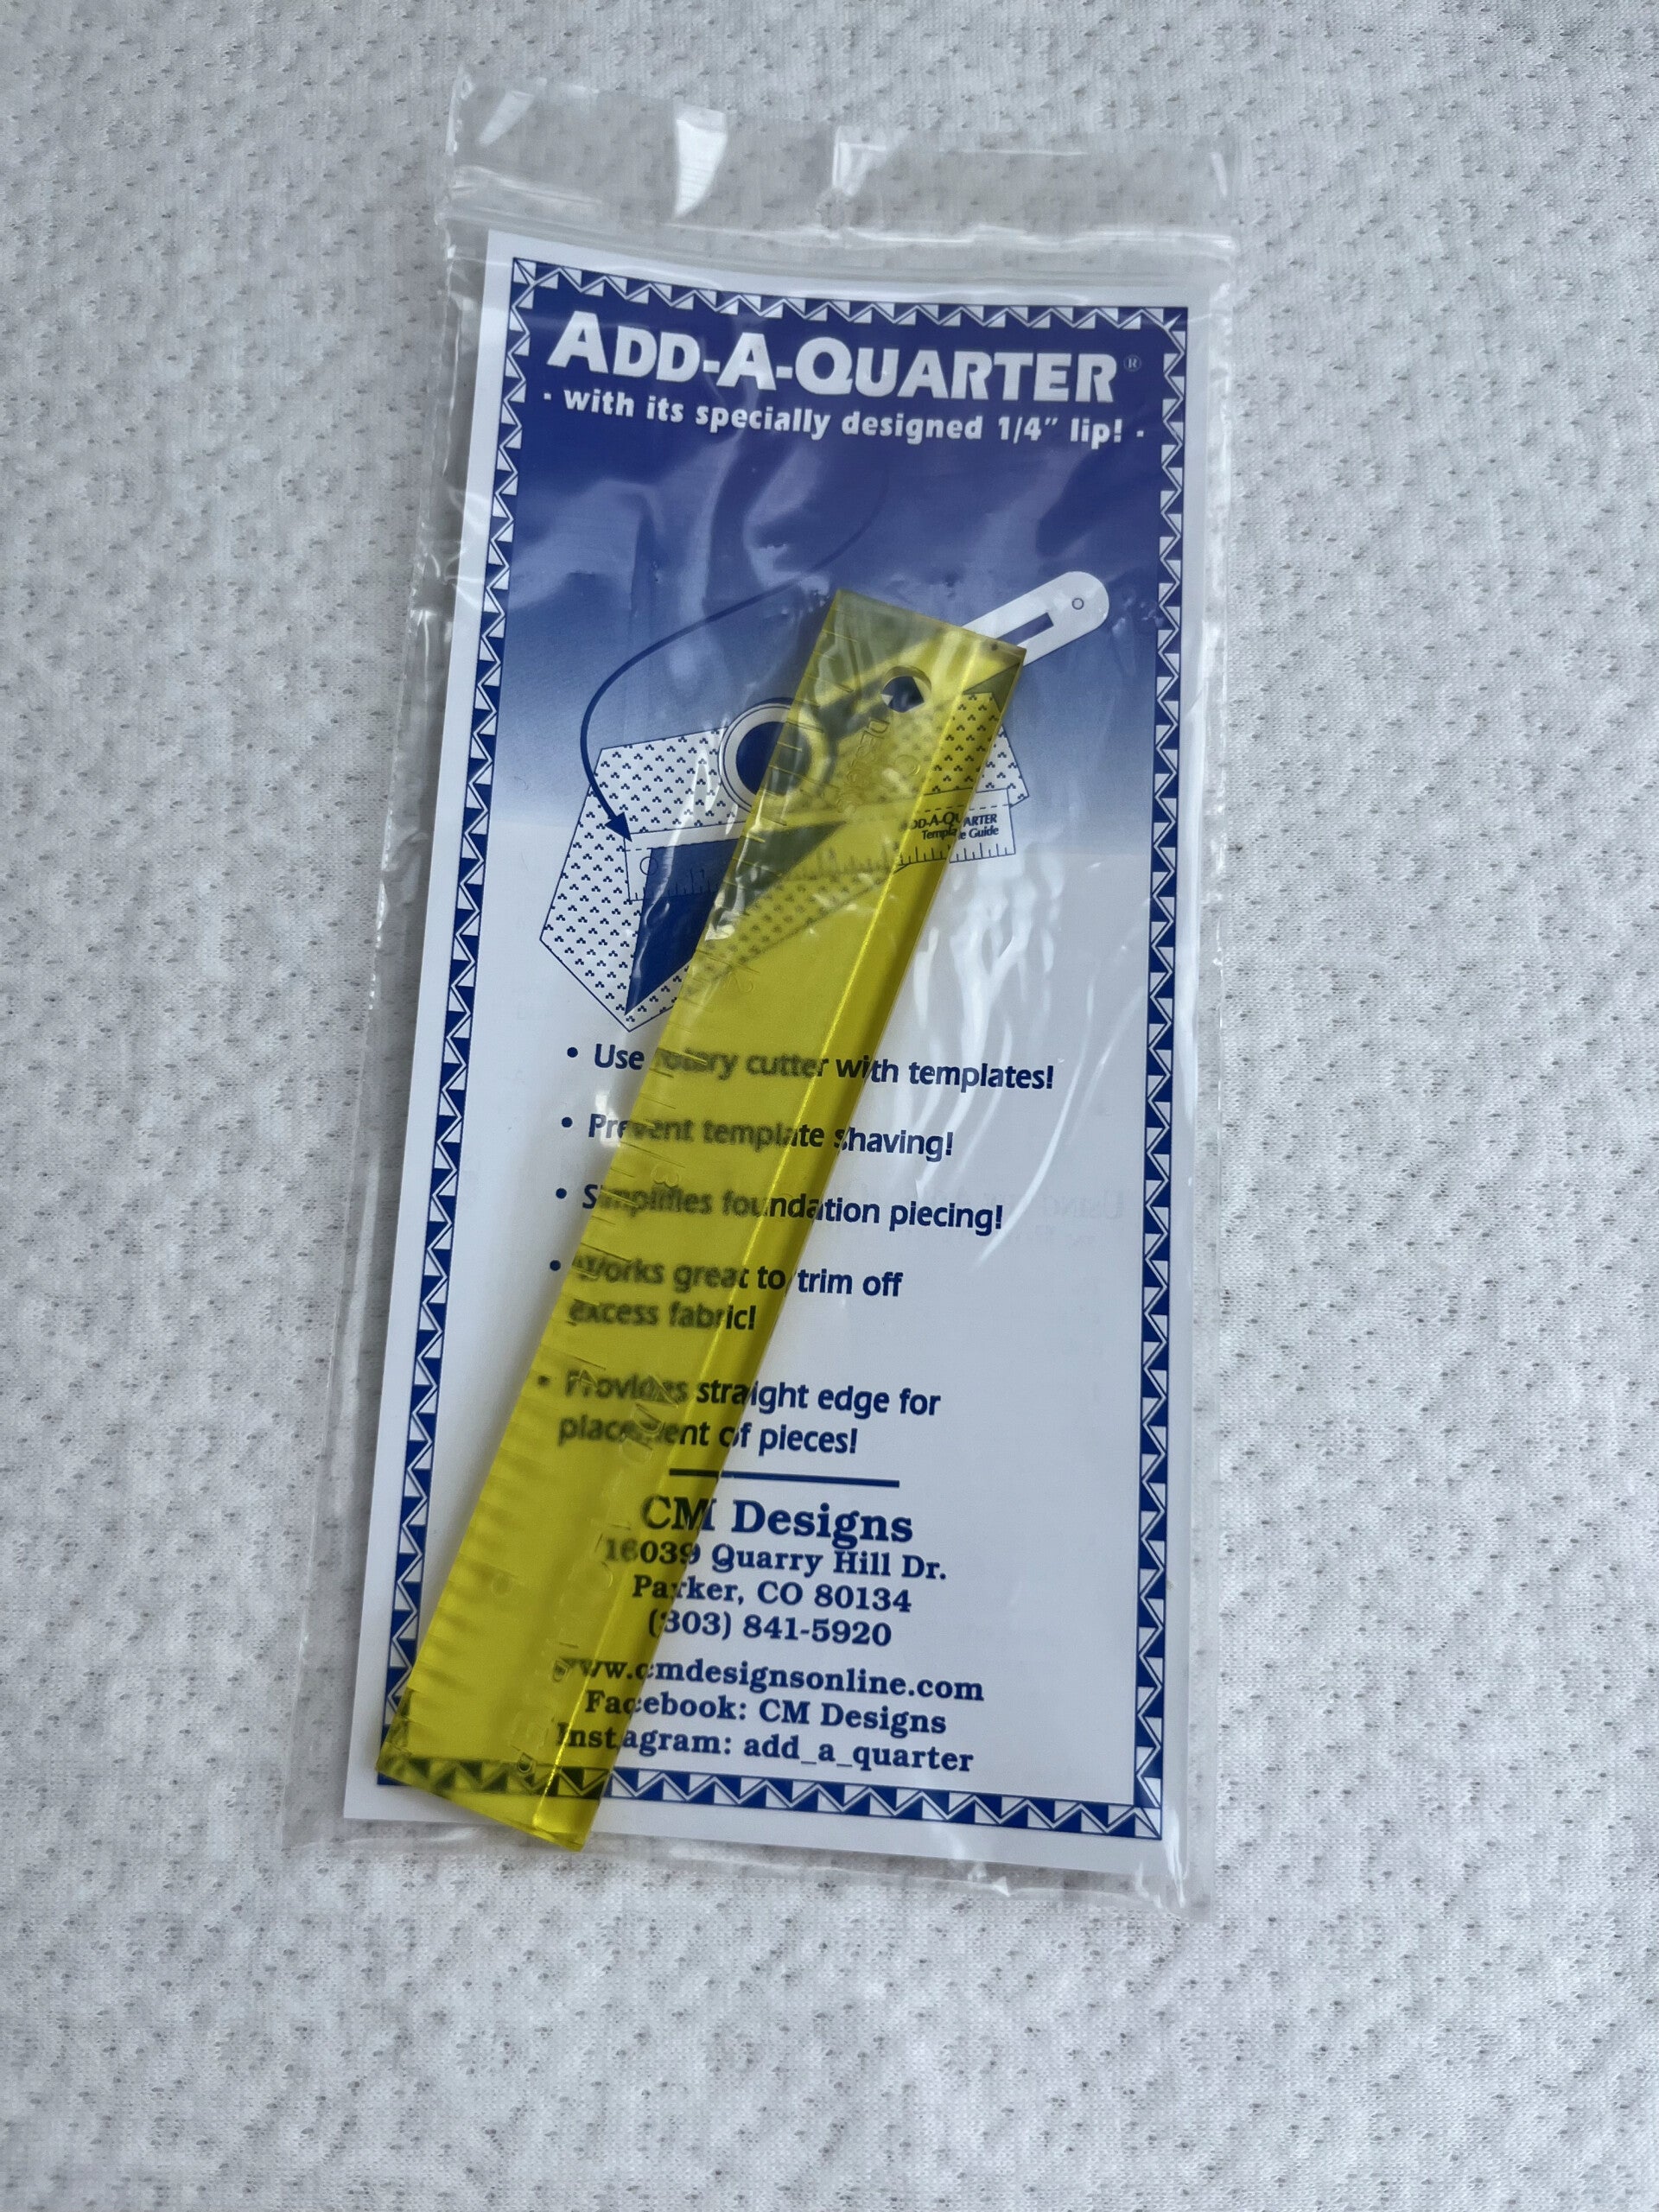 ADD-A-QUARTER®
· with its specially designed 1/4" lip! ·
ADD-A-QUARTER
Template Guide
• Use rotary cutter with templates!
• Prevent template shaving!
• Simplifies foundation piecing!
• Works great to trim off
excess fabric!
• Provides straight edge for
placement of pieces!
CM Designs
16039 Quarry Hill Dr.
Parker, CO 80134
(303) 841-5920
www.cmdesignsonline.com
Facebook: CM Designs
Instagram: add_a_quarter